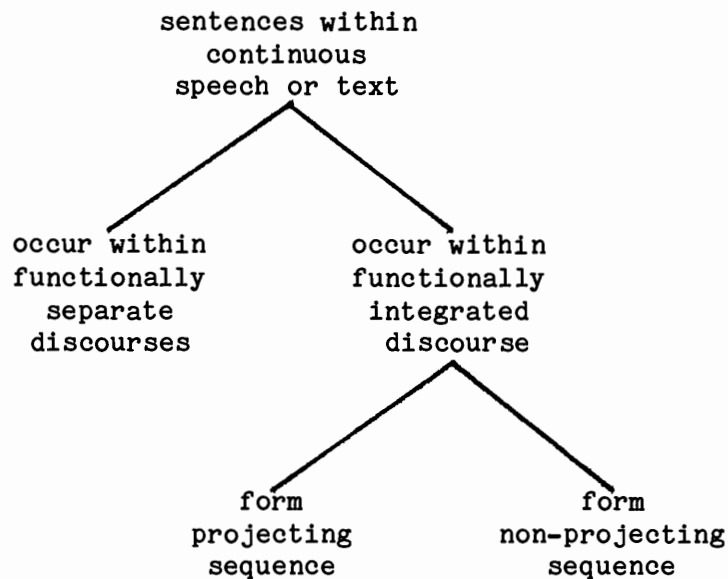 sentences within
continuous
speech or text
occur within
functionally
separate
discourses
occur within
functionally
integrated
discourse
form
projecting
sequence
form
non-projecting
sequence